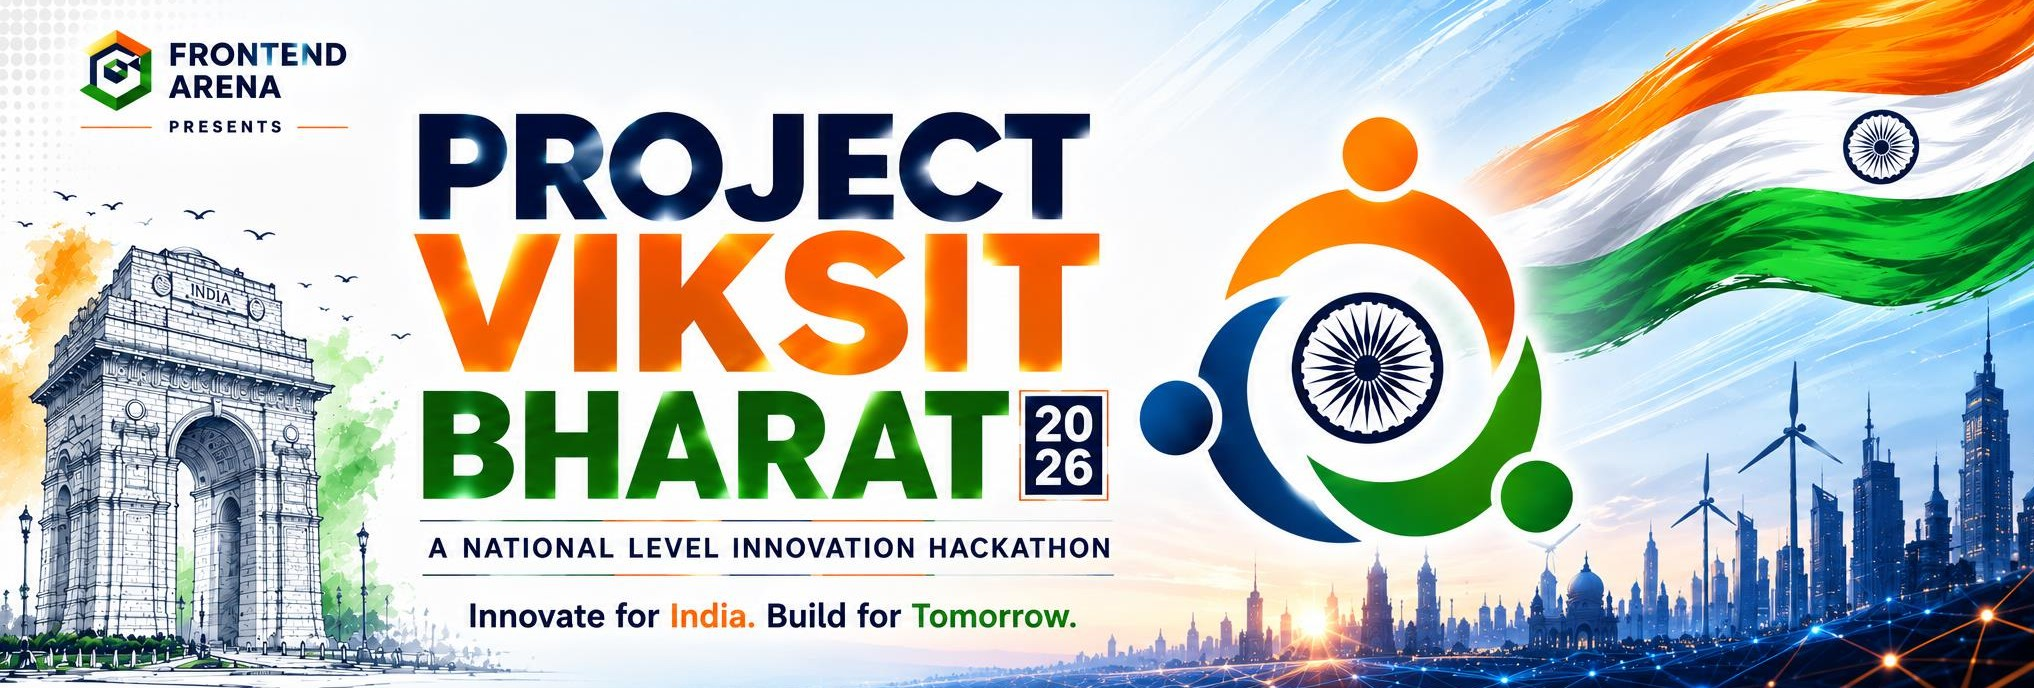 FRONTEND
ARENA
PRESENTS
INDIA
PROJECT
VIKSIT
BHARAT
20
26
A NATIONAL LEVEL INNOVATION HACKATHON
Innovate for India. Build for Tomorrow.